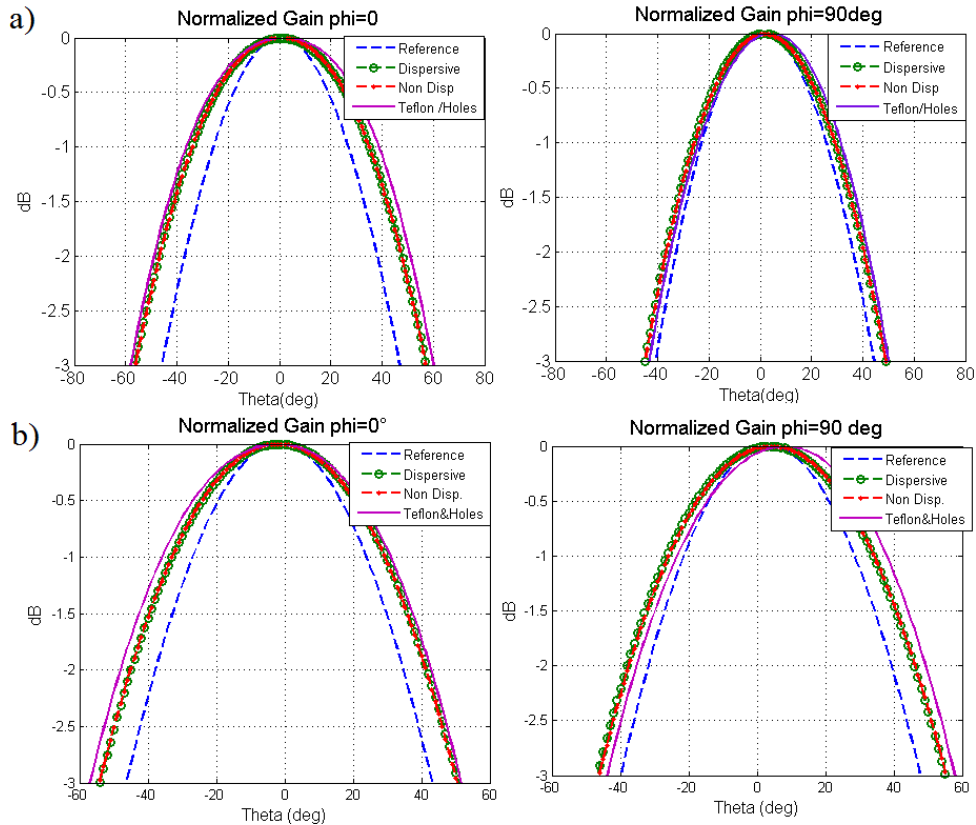 a)
Normalized Gain phi=0
0
-0.5
-1
-1.5
-2
-2.5
-3
dB
-80 -60 -40 -20 0 20 40 60 80
Theta(deg)
Reference
Dispersive
Non Disp
Teflon /Holes
Normalized Gain phi=90deg
0
-0.5
-1
-1.5
-2
-2.5
-3
dB
-80 -60 -40 -20 0 20 40 60 80
Theta(deg)
Reference
Dispersive
Non Disp
Teflon/Holes
b)
Normalized Gain phi=0°
0
-0.5
-1
-1.5
-2
-2.5
-3
dB
-60 -40 -20 0 20 40 60
Theta (deg)
Reference
Dispersive
Non Disp.
Teflon&Holes
Normalized Gain phi=90 deg
0
-0.5
-1
-1.5
-2
-2.5
-3
dB
-60 -40 -20 0 20 40 60
Theta (deg)
Reference
Dispersive
Non Disp.
Teflon&Holes